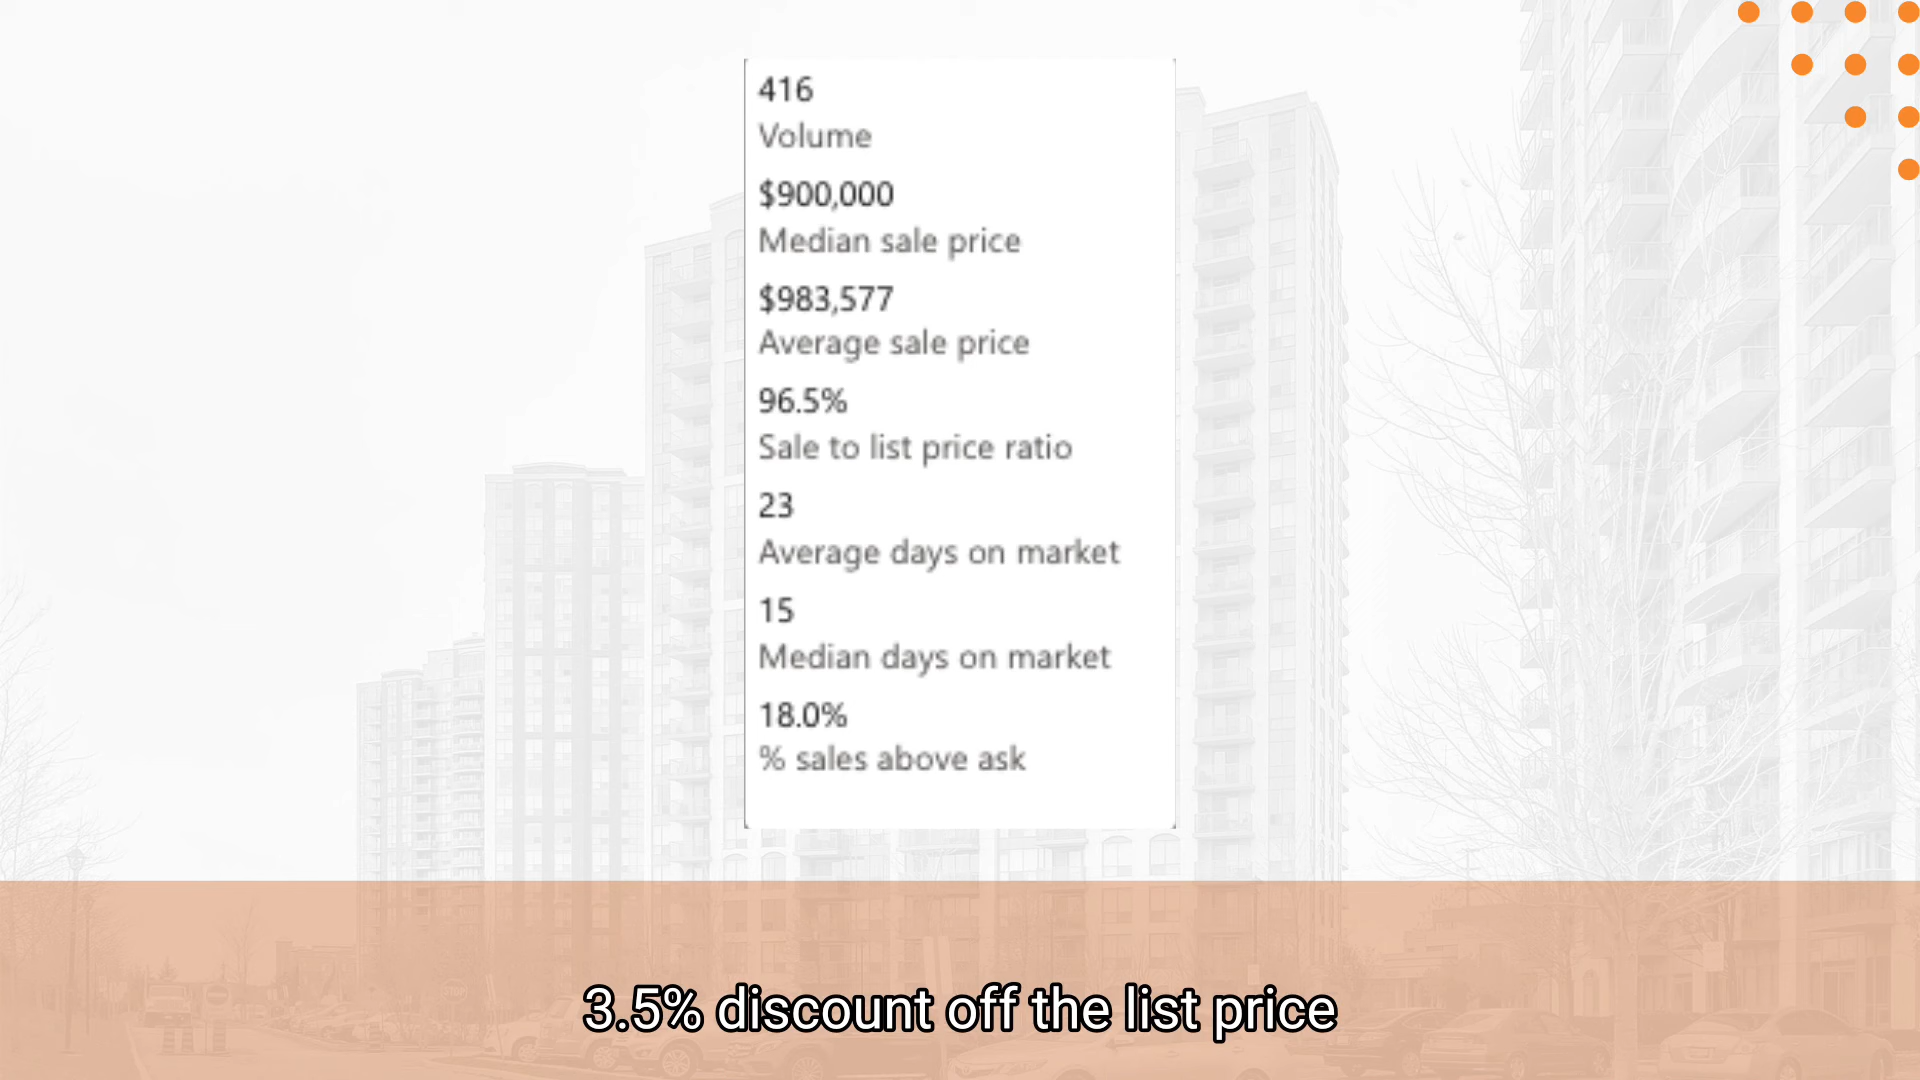 416
Volume
$900,000
Median sale price
$983,577
Average sale price
96.5%
Sale to list price ratio
23
Average days on market
15
Median days on market
18.0%
% sales above ask
3.5% discount off the list price